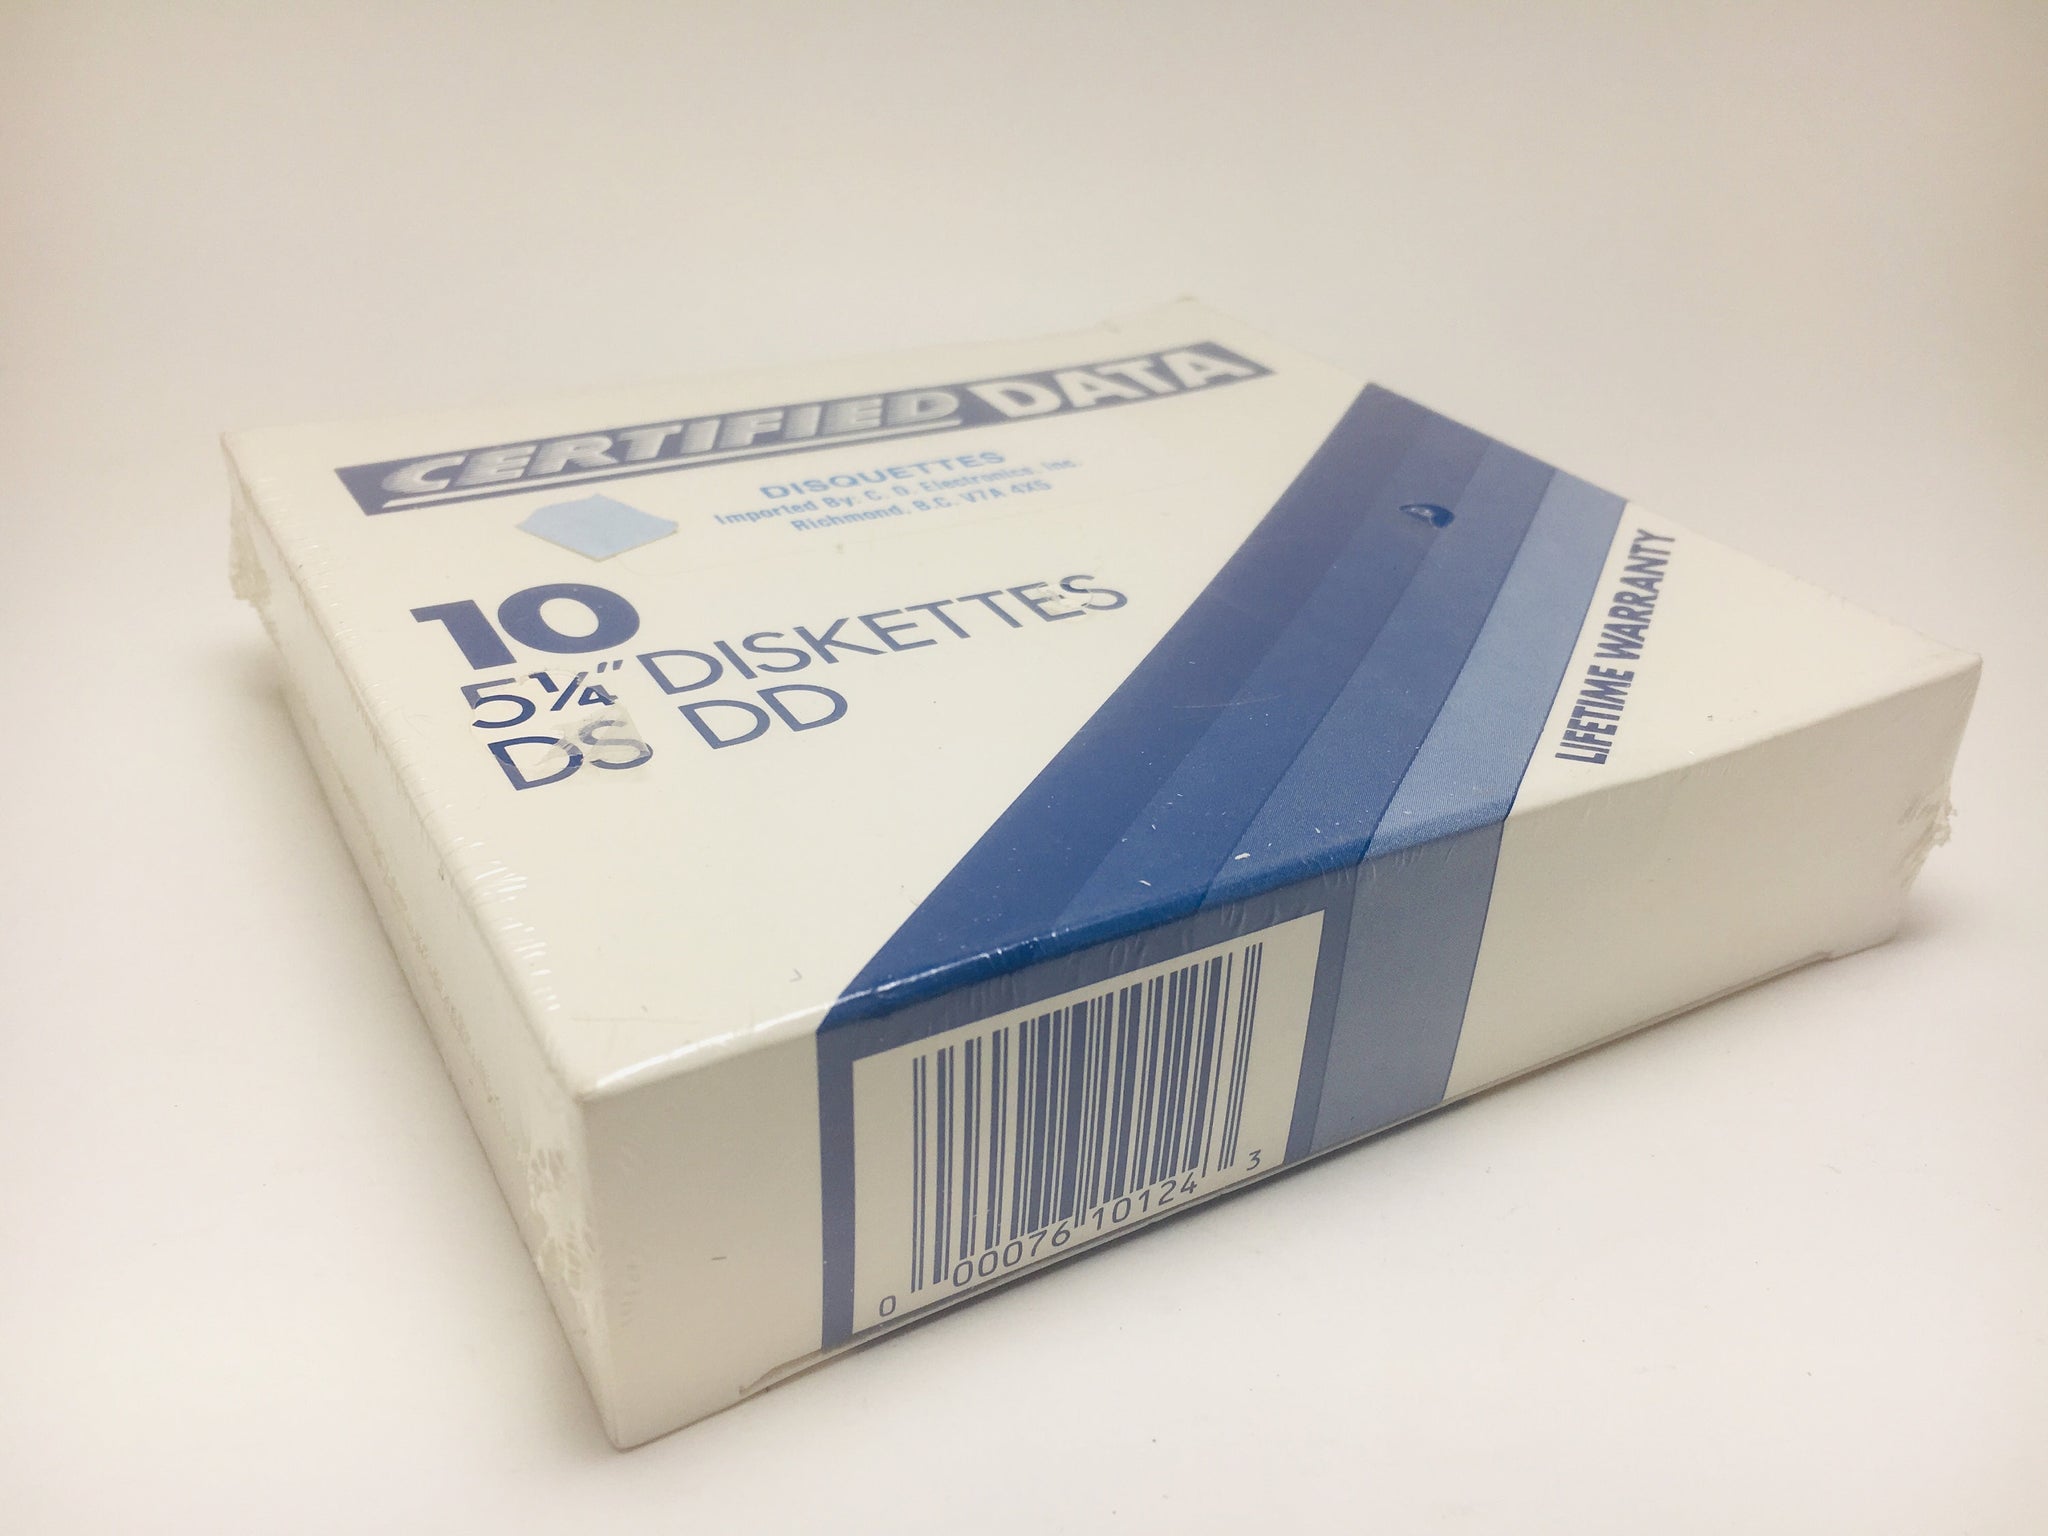 CERTIFIED DATA
DISQUETTES
Imported By: C. D. Electronics, Inc.
Richmond, B.C. V7A 4X5
10
5¼" DISKETTES
DS DD
LIFETIME WARRANTY
0 00076 10124 3